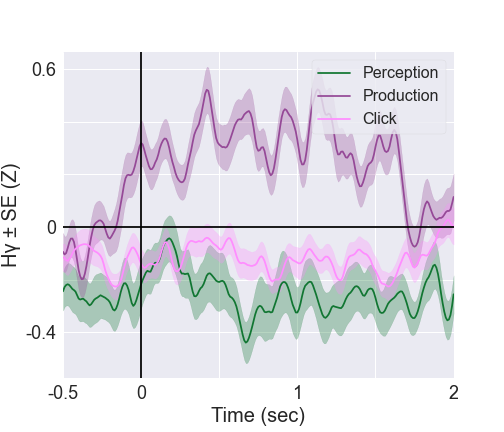 Perception
Production
Click
0.6
0
-0.4
Hγ ± SE (Z)
-0.5 0 1 2
Time (sec)